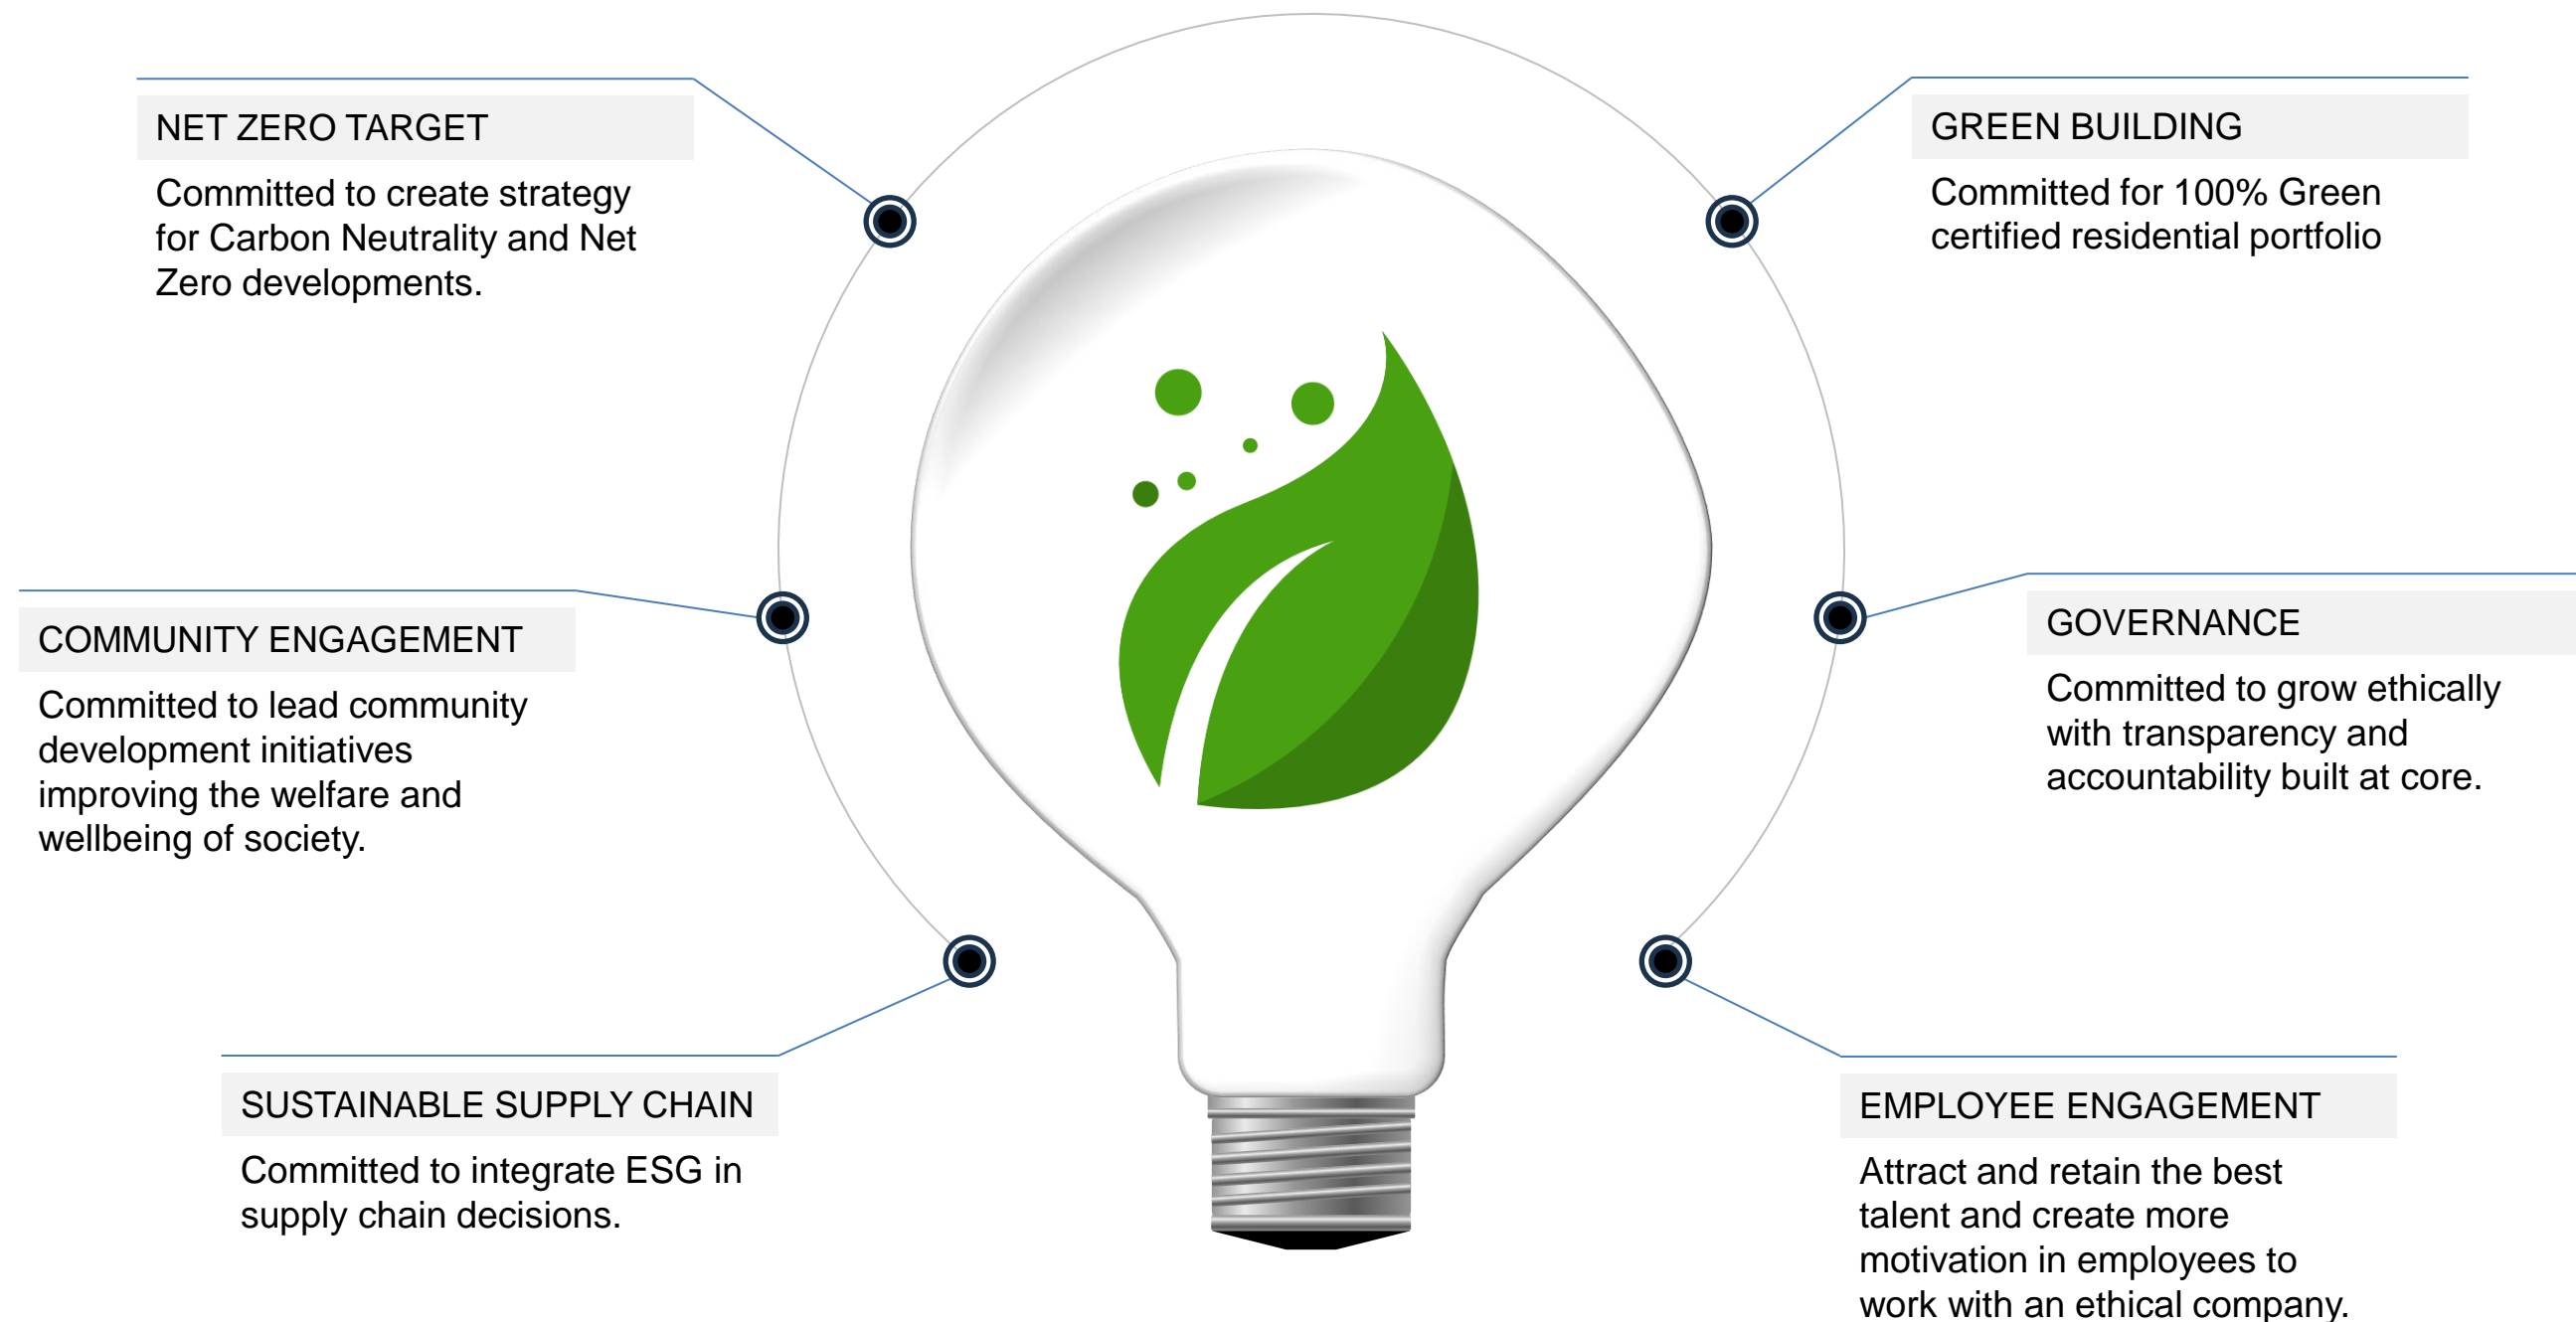 NET ZERO TARGET
Committed to create strategy
for Carbon Neutrality and Net
Zero developments.
GREEN BUILDING
Committed for 100% Green
certified residential portfolio
COMMUNITY ENGAGEMENT
Committed to lead community
development initiatives
improving the welfare and
wellbeing of society.
GOVERNANCE
Committed to grow ethically
with transparency and
accountability built at core.
SUSTAINABLE SUPPLY CHAIN
Committed to integrate ESG in
supply chain decisions.
EMPLOYEE ENGAGEMENT
Attract and retain the best
talent and create more
motivation in employees to
work with an ethical company.